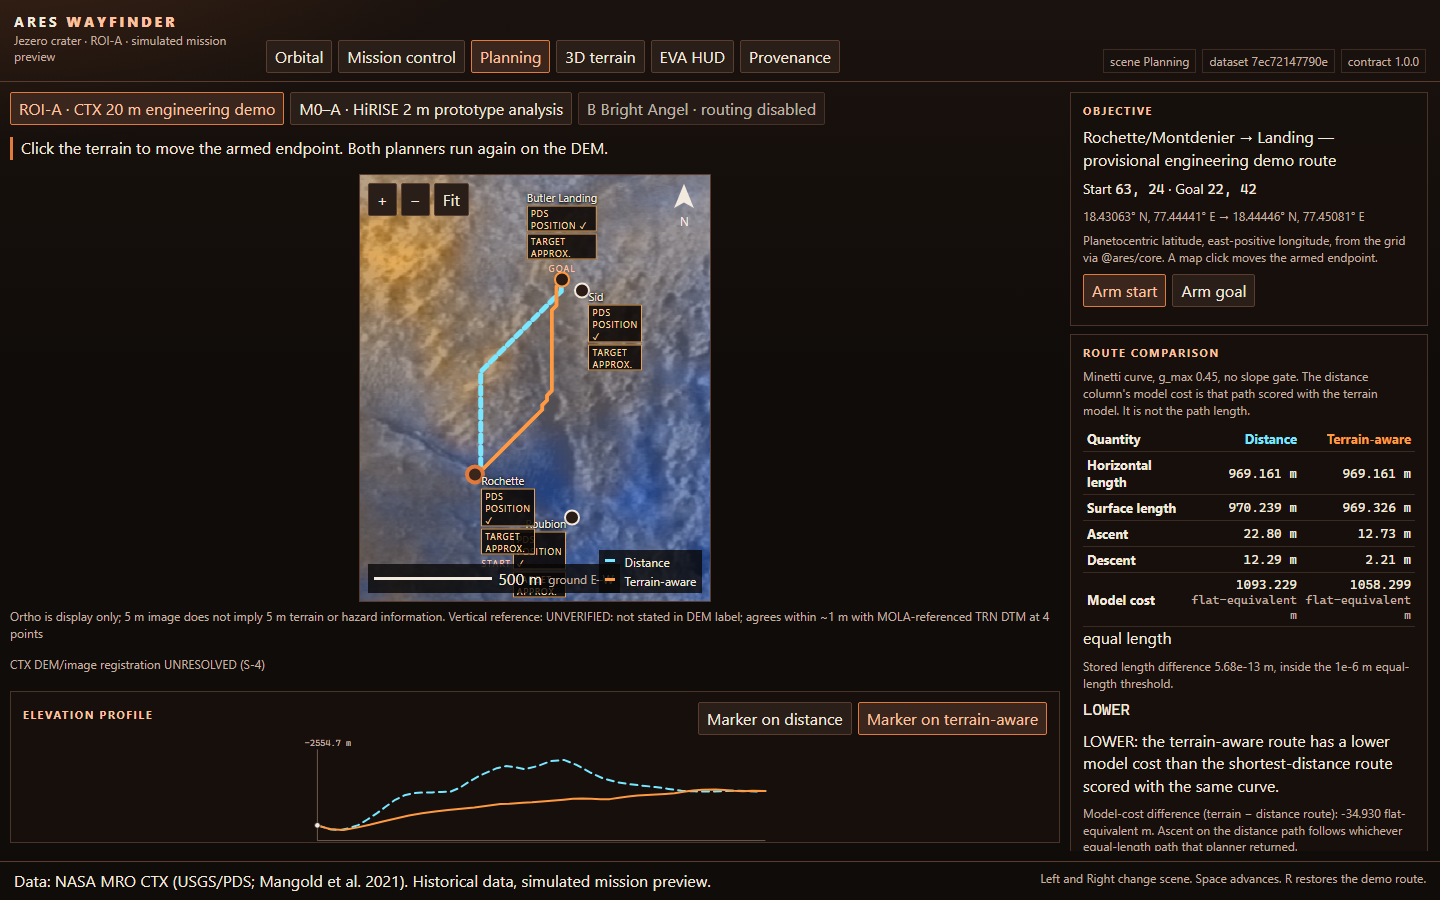 ARES WAYFINDER
Jezero crater · ROI-A · simulated mission
preview
Orbital
Mission control
Planning
3D terrain
EVA HUD
Provenance
scene Planning
dataset 7ec72147790e
contract 1.0.0
ROI-A · CTX 20 m engineering demo
M0–A · HiRISE 2 m prototype analysis
B Bright Angel · routing disabled
Click the terrain to move the armed endpoint. Both planners run again on the DEM.
+
−
Fit
N
Butler Landing
PDS
POSITION ✓
TARGET
APPROX.
GOAL
Sid
PDS
POSITION
✓
TARGET
APPROX.
Rochette
PDS
POSITION
✓
TARGET
APPROX.
START
Distance
Terrain-aware
500 m ground E-
Ortho is display only; 5 m image does not imply 5 m terrain or hazard information. Vertical reference: UNVERIFIED: not stated in DEM label; agrees within ~1 m with MOLA-referenced TRN DTM at 4
points
CTX DEM/image registration UNRESOLVED (S-4)
ELEVATION PROFILE
Marker on distance
Marker on terrain-aware
−2554.7 m
OBJECTIVE
Rochette/Montdenier → Landing —
provisional engineering demo route
Start 63, 24 · Goal 22, 42
18.43063° N, 77.44441° E → 18.44446° N, 77.45081° E
Planetocentric latitude, east-positive longitude, from the grid
via @ares/core. A map click moves the armed endpoint.
Arm start
Arm goal
ROUTE COMPARISON
Minetti curve, g_max 0.45, no slope gate. The distance
column's model cost is that path scored with the terrain
model. It is not the path length.
Quantity Distance Terrain-aware
Horizontal
length 969.161 m 969.161 m
Surface length 970.239 m 969.326 m
Ascent 22.80 m 12.73 m
Descent 12.29 m 2.21 m
Model cost 1093.229 flat-equivalent m 1058.299 flat-equivalent m
equal length
Stored length difference 5.68e-13 m, inside the 1e-6 m equal-
length threshold.
LOWER
LOWER: the terrain-aware route has a lower
model cost than the shortest-distance route
scored with the same curve.
Model-cost difference (terrain − distance route): -34.930 flat-
equivalent m. Ascent on the distance path follows whichever
equal-length path that planner returned.
Data: NASA MRO CTX (USGS/PDS; Mangold et al. 2021). Historical data, simulated mission preview.
Left and Right change scene. Space advances. R restores the demo route.